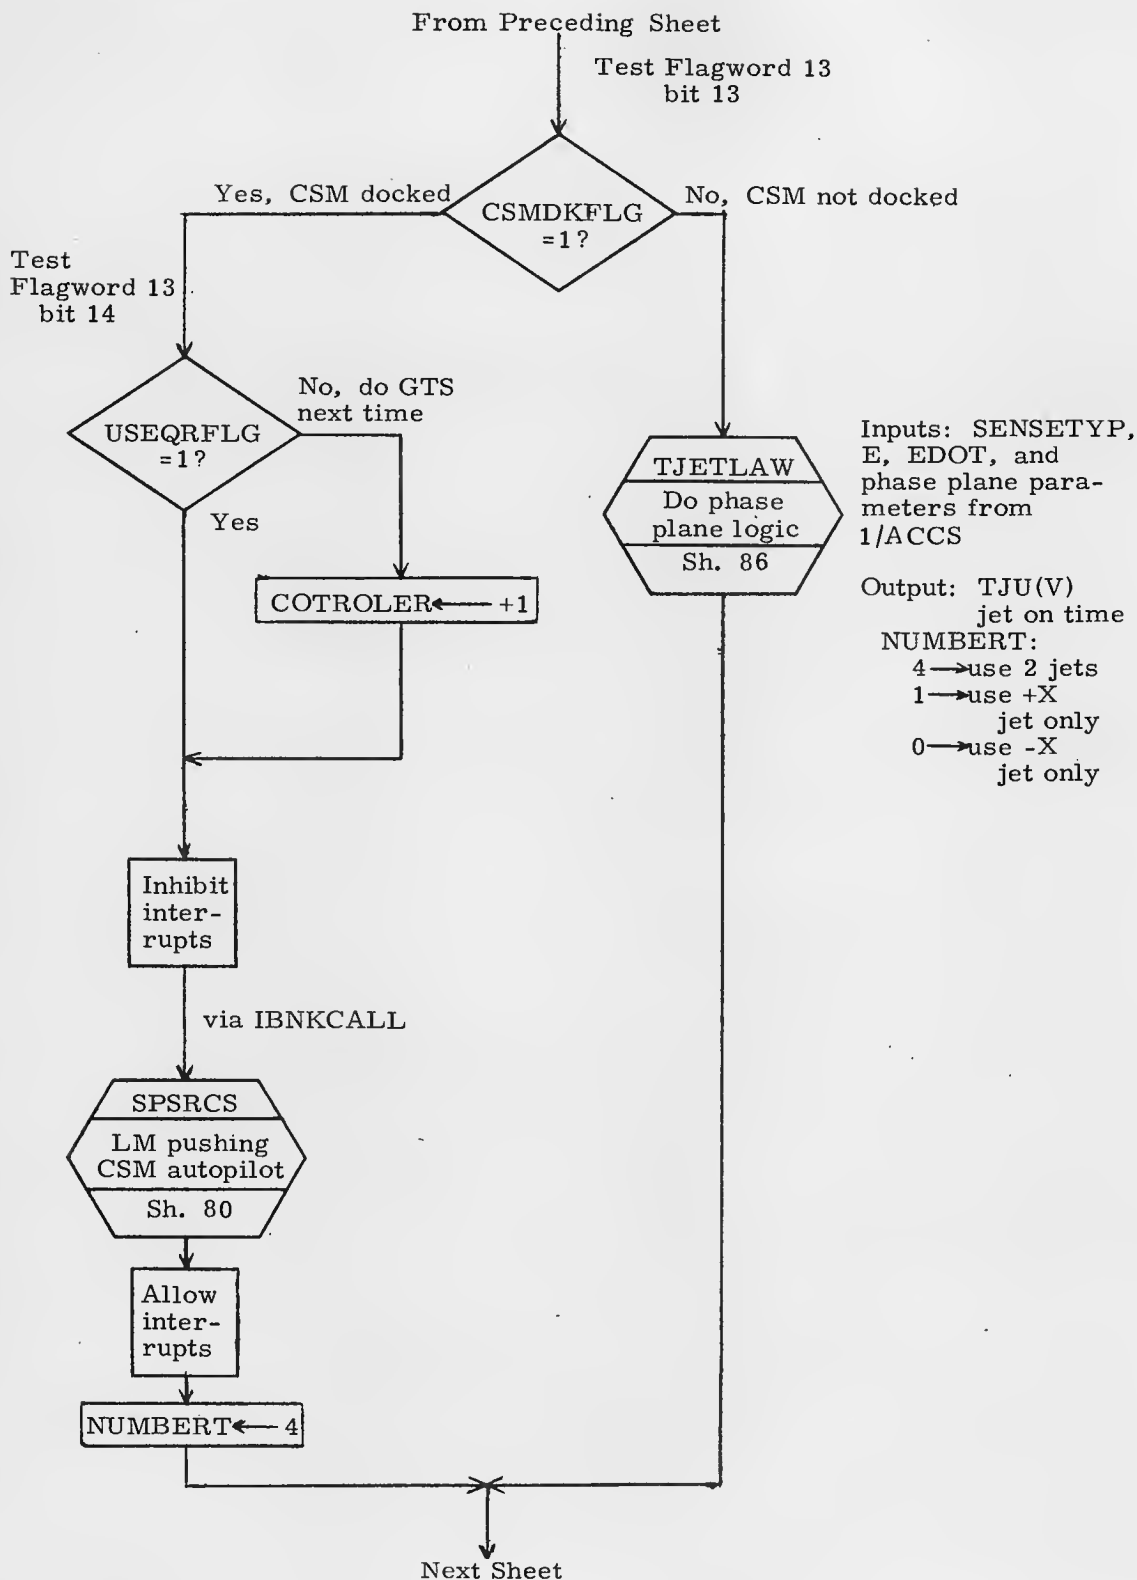 From Preceding Sheet
Test Flagword 13
bit 13
CSMDKFLG
=1?
Yes, CSM docked
No, CSM not docked
Test
Flagword 13
bit 14
USEQRFLG
=1?
No, do GTS
next time
Yes
COTROLER← +1
TJETLAW
Do phase
plane logic
Sh. 86
Inputs: SENSETYP,
E, EDOT, and
phase plane para-
meters from
1/ACCS
Output: TJU(V)
jet on time
NUMBERT:
4→use 2 jets
1→use +X
jet only
0→use -X
jet only
Inhibit
inter-
rupts
via IBNKCALL
SPSRCS
LM pushing
CSM autopilot
Sh. 80
Allow
inter-
rupts
NUMBERT← 4
Next Sheet